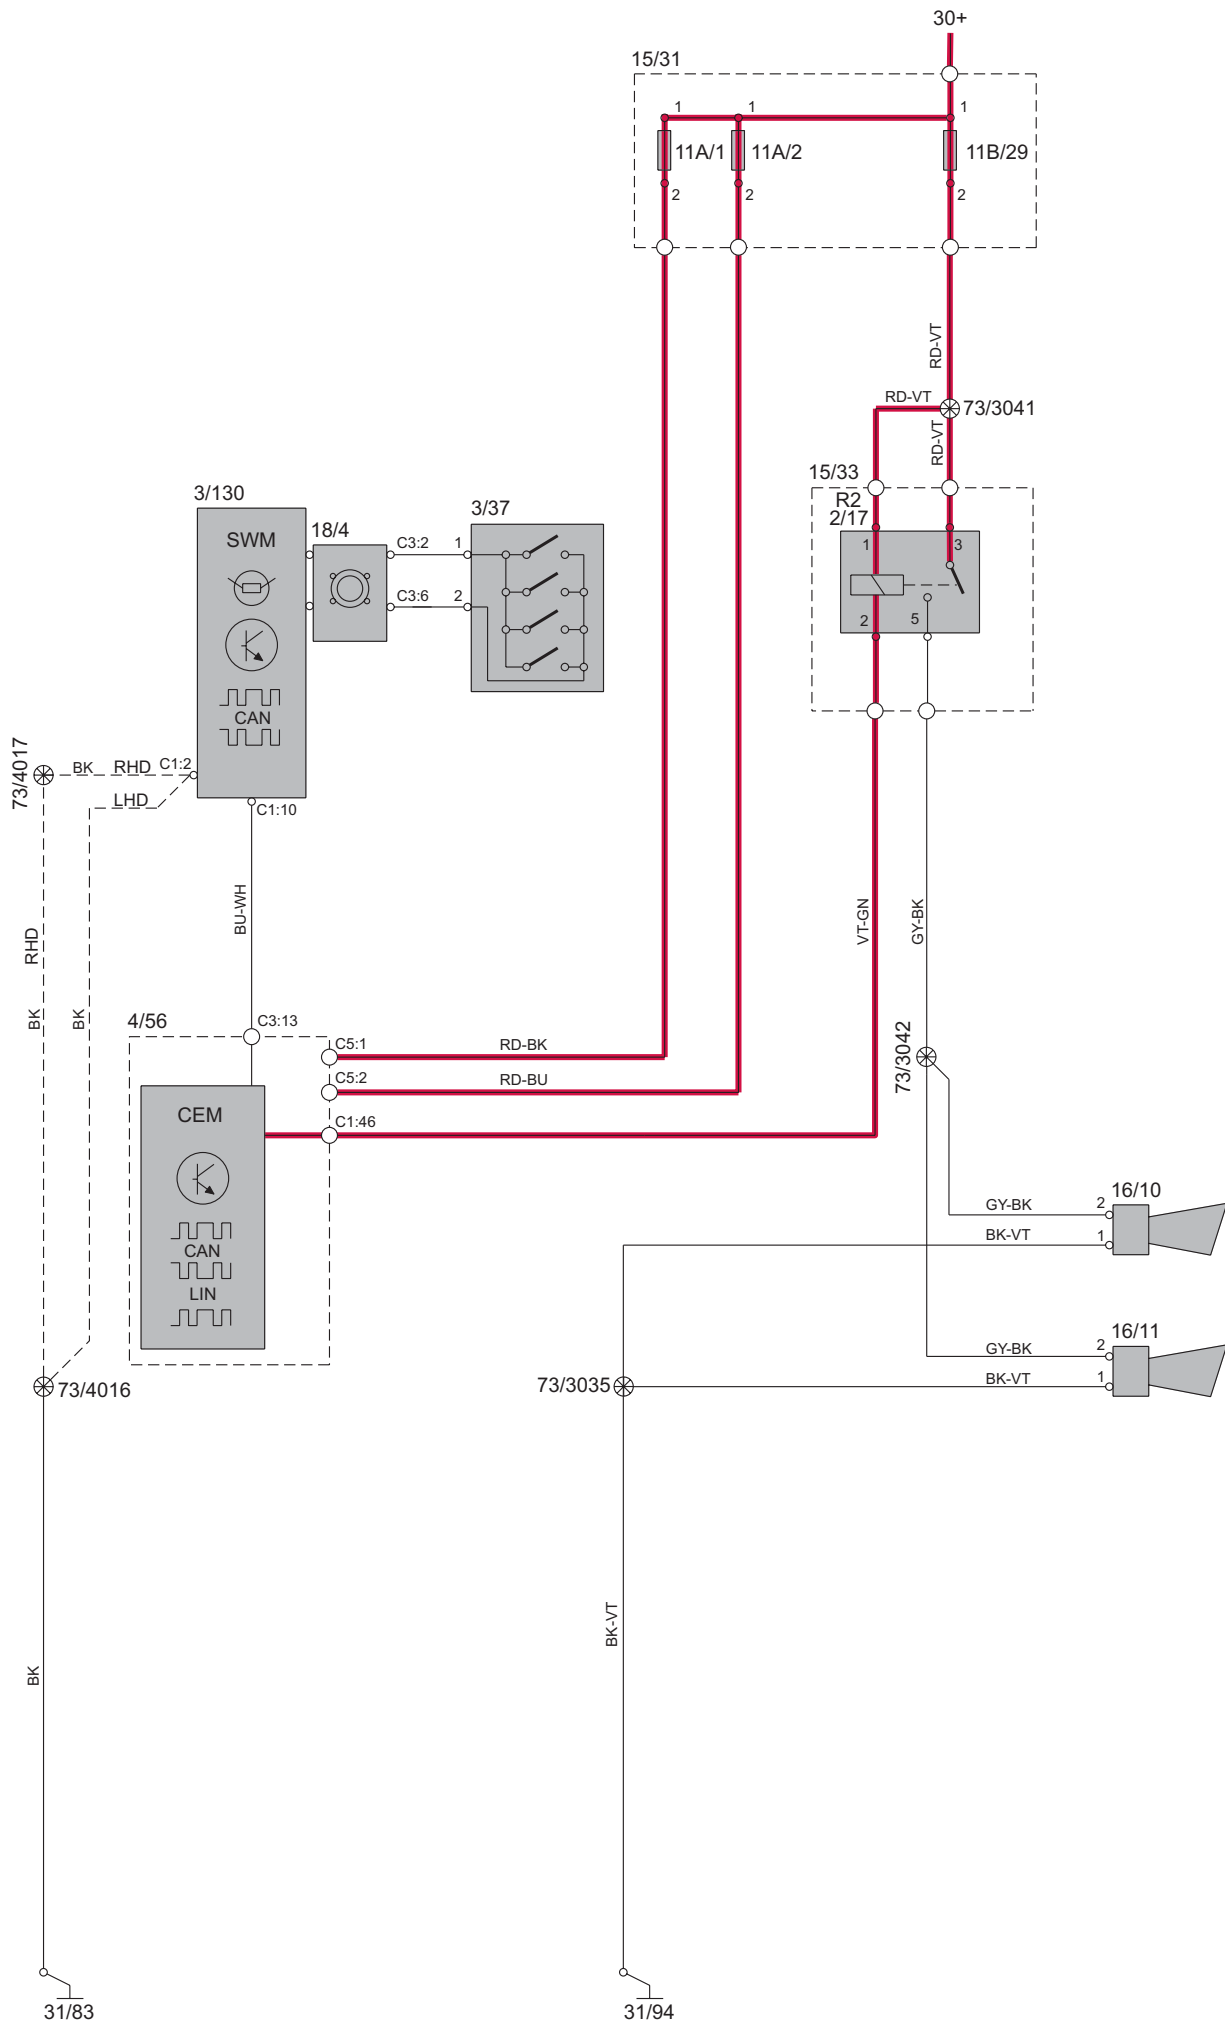 30+
15/31
1
1
1
11A/1
11A/2
11B/29
2
2
2
RD-VT
RD-VT
73/3041
RD-VT
15/33
R2
2/17
1
3
2
5
3/130
SWM
CAN
18/4
C3:2
1
C3:6
2
3/37
73/4017
BK
RHD
C1:2
LHD
C1:10
BU-WH
RHD
BK
BK
VT-GN
GY-BK
4/56
C3:13
C5:1
RD-BK
C5:2
RD-BU
C1:46
CEM
CAN
LIN
73/3042
16/10
GY-BK
2
BK-VT
1
16/11
GY-BK
2
BK-VT
1
73/4016
73/3035
BK
BK-VT
31/83
31/94